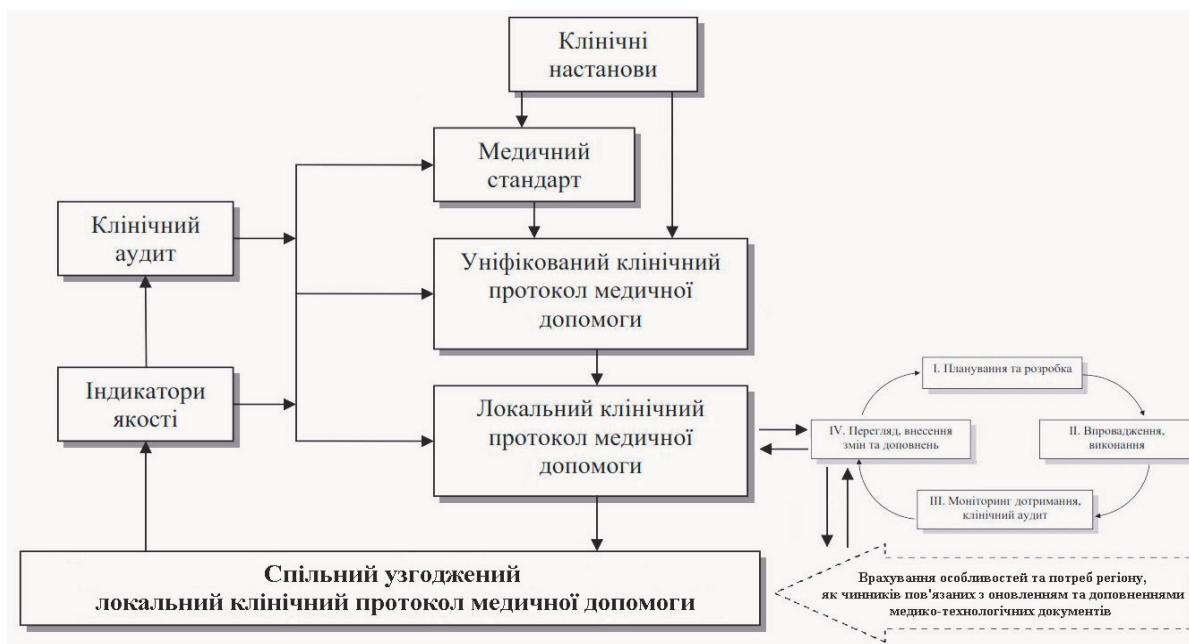 Клінічні
настанови
Медичний
стандарт
Клінічний
аудит
Уніфікований клінічний
протокол медичної
допомоги
Індикатори
якості
Локальний клінічний
протокол медичної
допомоги
І. Планування та розробка
IV. Перегляд, внесення
змін та доповнень
ІІ. Впровадження,
виконання
ІІІ. Моніторинг дотримання,
клінічний аудит
Спільний узгоджений
локальний клінічний протокол медичної допомоги
Врахування особливостей та потреб регіону,
як чинників пов'язаних з оновленням та доповненнями
медико-технологічних документів